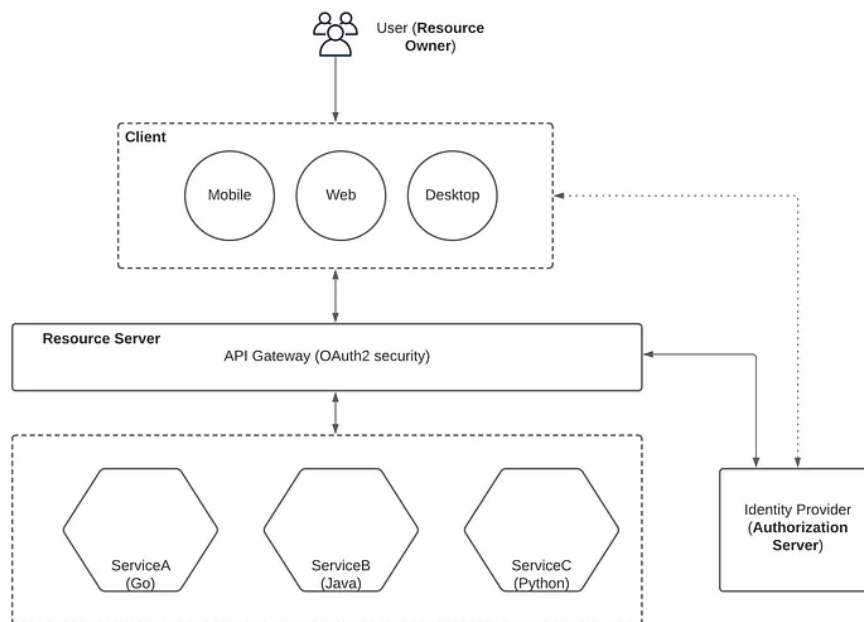 User (Resource
Owner)
Client
Mobile
Web
Desktop
Resource Server
API Gateway (OAuth2 security)
ServiceA
(Go)
ServiceB
(Java)
ServiceC
(Python)
Identity Provider
(Authorization
Server)